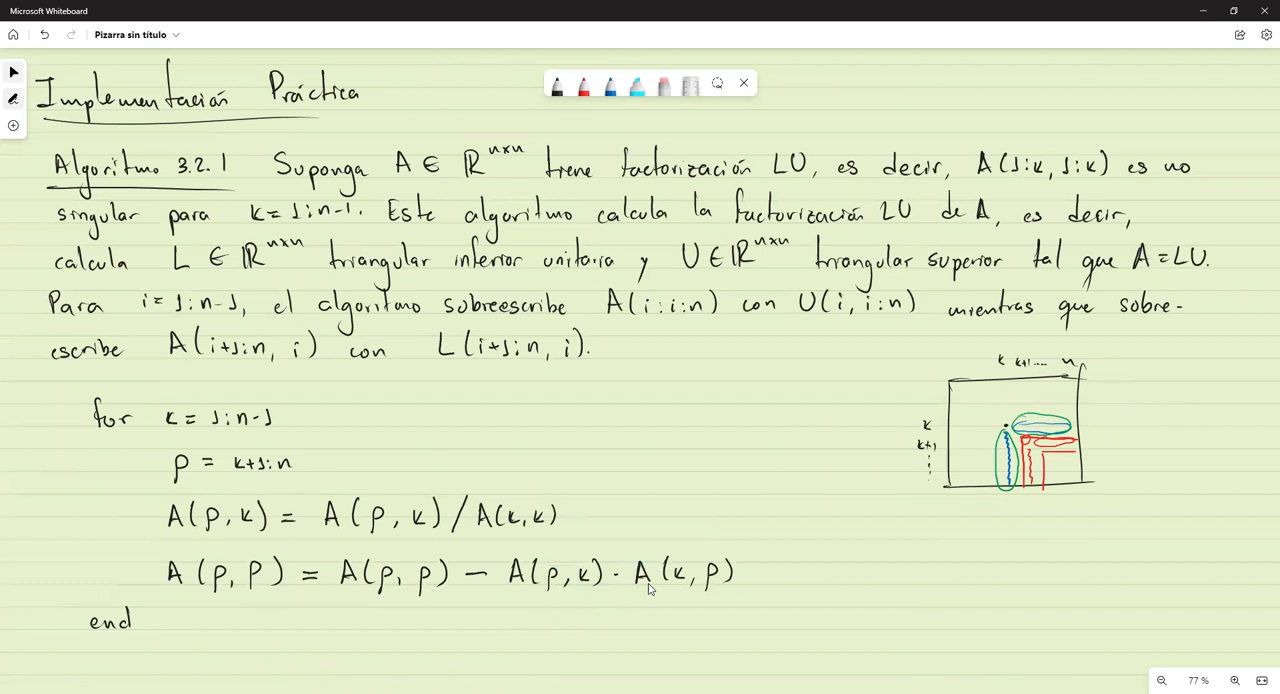 Microsoft Whiteboard
Pizarra sin título
Implementación Práctica
Algoritmo 3.2.1 Suponga A ∈ ℝⁿˣⁿ tiene factorización LU, es decir, A(1:k, 1:k) es no
singular para k = 1:n-1. Este algoritmo calcula la factorización LU de A, es decir,
calcula L ∈ ℝⁿˣⁿ triangular inferior unitaria y U ∈ ℝⁿˣⁿ triangular superior tal que A = LU.
Para i = 1:n-1, el algoritmo sobreescribe A(i:i:n) con U(i, i:n) mientras que sobre-
escribe A(i+1:n, i) con L(i+1:n, i).
k k+1 .... n
for k = 1:n-1
k
k+1
p = k+1:n
A(p, k) = A(p, k) / A(k, k)
A(p, p) = A(p, p) - A(p, k) · A(k, p)
end
77 %